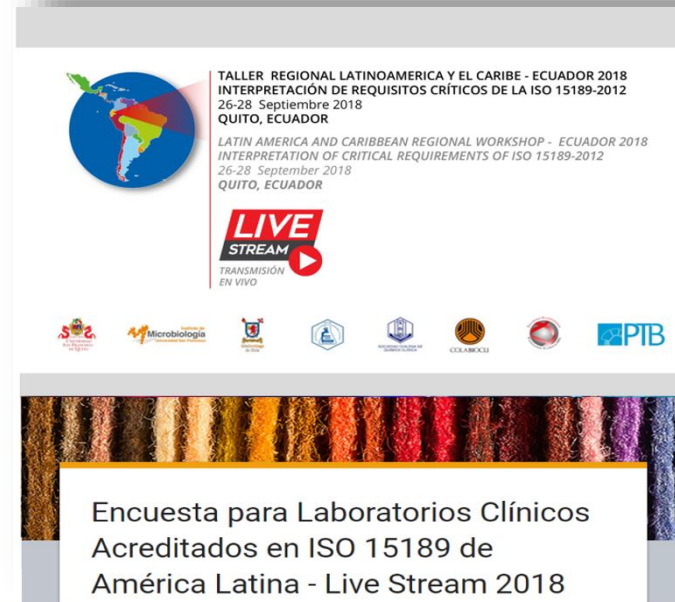 TALLER REGIONAL LATINOAMERICA Y EL CARIBE - ECUADOR 2018
INTERPRETACIÓN DE REQUISITOS CRÍTICOS DE LA ISO 15189-2012
26-28 Septiembre 2018
QUITO, ECUADOR
LATIN AMERICA AND CARIBBEAN REGIONAL WORKSHOP - ECUADOR 2018
INTERPRETATION OF CRITICAL REQUIREMENTS OF ISO 15189-2012
26-28 September 2018
QUITO, ECUADOR
LIVE
STREAM
TRANSMISIÓN
EN VIVO
Microbiología
COLABIOCLI
PTB
Encuesta para Laboratorios Clínicos
Acreditados en ISO 15189 de
América Latina - Live Stream 2018